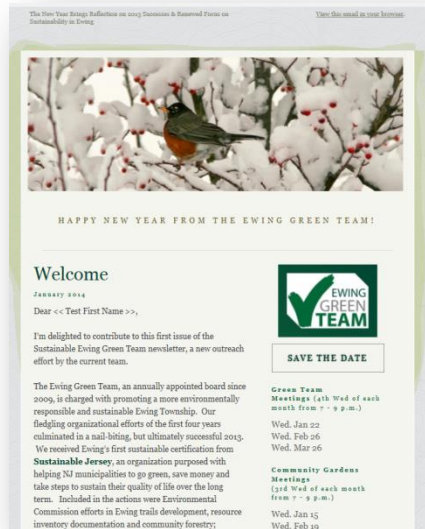 The New Year Brings Reflection on 2013 Successes & Renewed Focus on
Sustainability in Ewing
View this email in your browser.
HAPPY NEW YEAR FROM THE EWING GREEN TEAM!
Welcome
January 2014
Dear << Test First Name >>,
I'm delighted to contribute to this first issue of the
Sustainable Ewing Green Team newsletter, a new outreach
effort by the current team.
The Ewing Green Team, an annually appointed board since
2009, is charged with promoting a more environmentally
responsible and sustainable Ewing Township. Our
fledgling organizational efforts of the first four years
culminated in a nail-biting, but ultimately successful 2013.
We received Ewing's first sustainable certification from
Sustainable Jersey, an organization purposed with
helping NJ municipalities to go green, save money and
take steps to sustain their quality of life over the long
term. Included in the actions were Environmental
Commission efforts in Ewing trails development, resource
inventory documentation and community forestry;
EWING
GREEN
TEAM
SAVE THE DATE
Green Team
Meetings (4th Wed of each
month from 7 - 9 p.m.)
Wed. Jan 22
Wed. Feb 26
Wed. Mar 26
Community Gardens
Meetings
(3rd Wed of each month
from 7 - 9 p.m.)
Wed. Jan 15
Wed. Feb 19